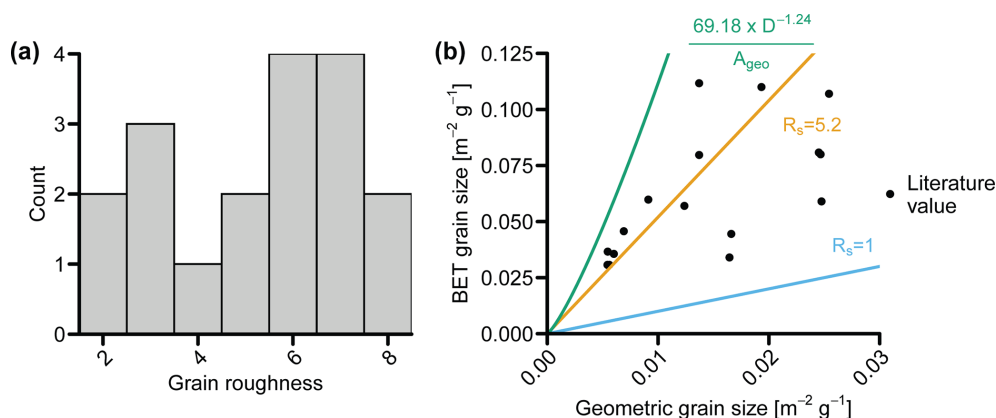 (a)
4
3
2
1
0
Count
2
4
6
8
Grain roughness
(b)
69.18 x D⁻¹·²⁴
A_geo
0.125
0.100
0.075
0.050
0.025
0.000
BET grain size [m⁻² g⁻¹]
R_s=5.2
R_s=1
0.00
0.01
0.02
0.03
Geometric grain size [m⁻² g⁻¹]
Literature
value